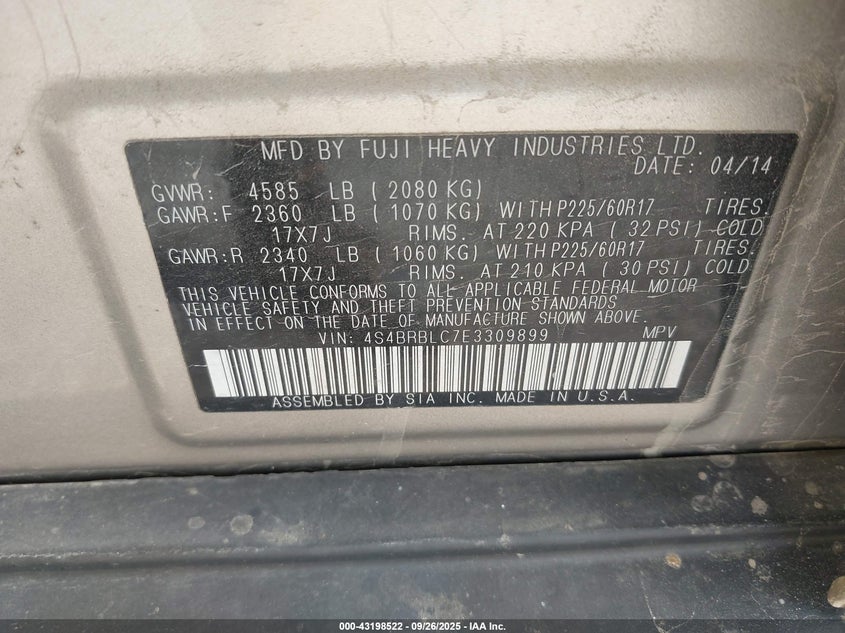 MFD BY FUJI HEAVY INDUSTRIES LTD.
DATE: 04/14
GVWR: 4585 LB ( 2080 KG)
GAWR:F 2360 LB ( 1070 KG) WITH P225/60R17 TIRES.
17X7J RIMS. AT 220 KPA ( 32 PSI) COLD
GAWR:R 2340 LB ( 1060 KG) WITH P225/60R17 TIRES.
17X7J RIMS. AT 210 KPA ( 30 PSI) COLD
THIS VEHICLE CONFORMS TO ALL APPLICABLE FEDERAL MOTOR
VEHICLE SAFETY AND THEFT PREVENTION STANDARDS
IN EFFECT ON THE DATE OF MANUFACTURE SHOWN ABOVE.
VIN: 4S4BRBLC7E3309899 MPV
ASSEMBLED BY SIA INC. MADE IN U.S.A.
000-43198522 - 09/26/2025 - IAA Inc.